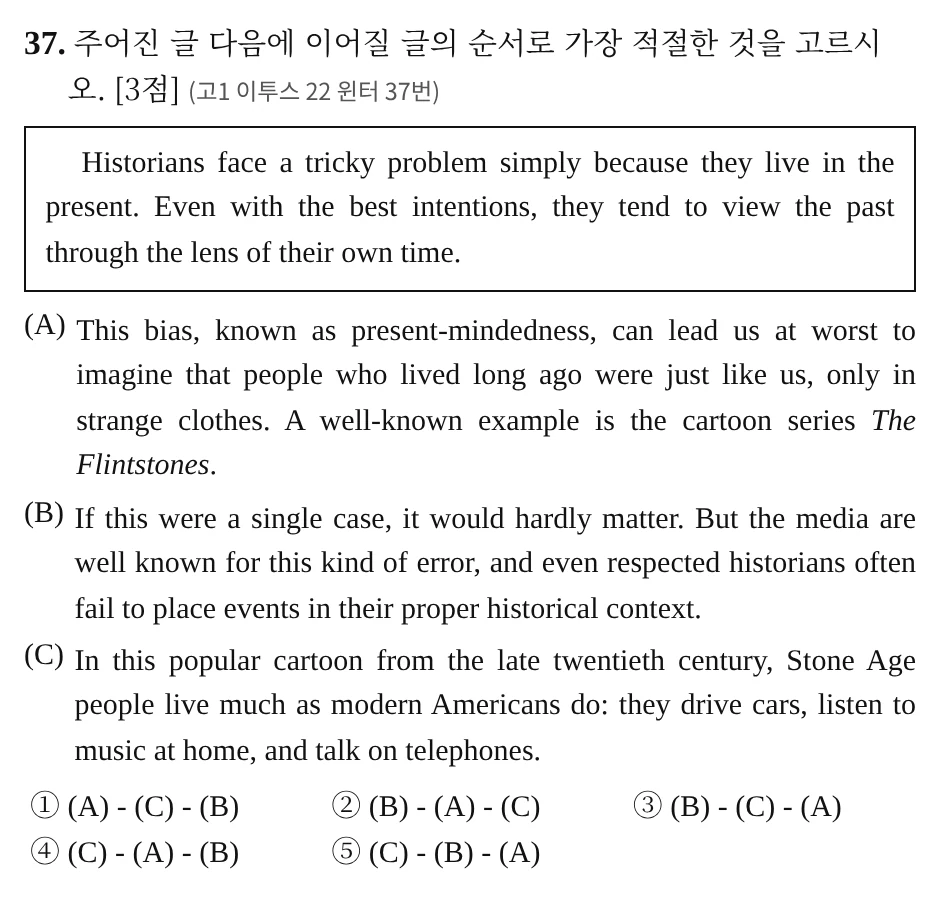 37. 주어진 글 다음에 이어질 글의 순서로 가장 적절한 것을 고르시
오. [3점] (고1 이투스 22 윈터 37번)
Historians face a tricky problem simply because they live in the
present. Even with the best intentions, they tend to view the past
through the lens of their own time.
(A) This bias, known as present-mindedness, can lead us at worst to
imagine that people who lived long ago were just like us, only in
strange clothes. A well-known example is the cartoon series The
Flintstones.
(B) If this were a single case, it would hardly matter. But the media are
well known for this kind of error, and even respected historians often
fail to place events in their proper historical context.
(C) In this popular cartoon from the late twentieth century, Stone Age
people live much as modern Americans do: they drive cars, listen to
music at home, and talk on telephones.
① (A) - (C) - (B) ② (B) - (A) - (C) ③ (B) - (C) - (A)
④ (C) - (A) - (B) ⑤ (C) - (B) - (A)